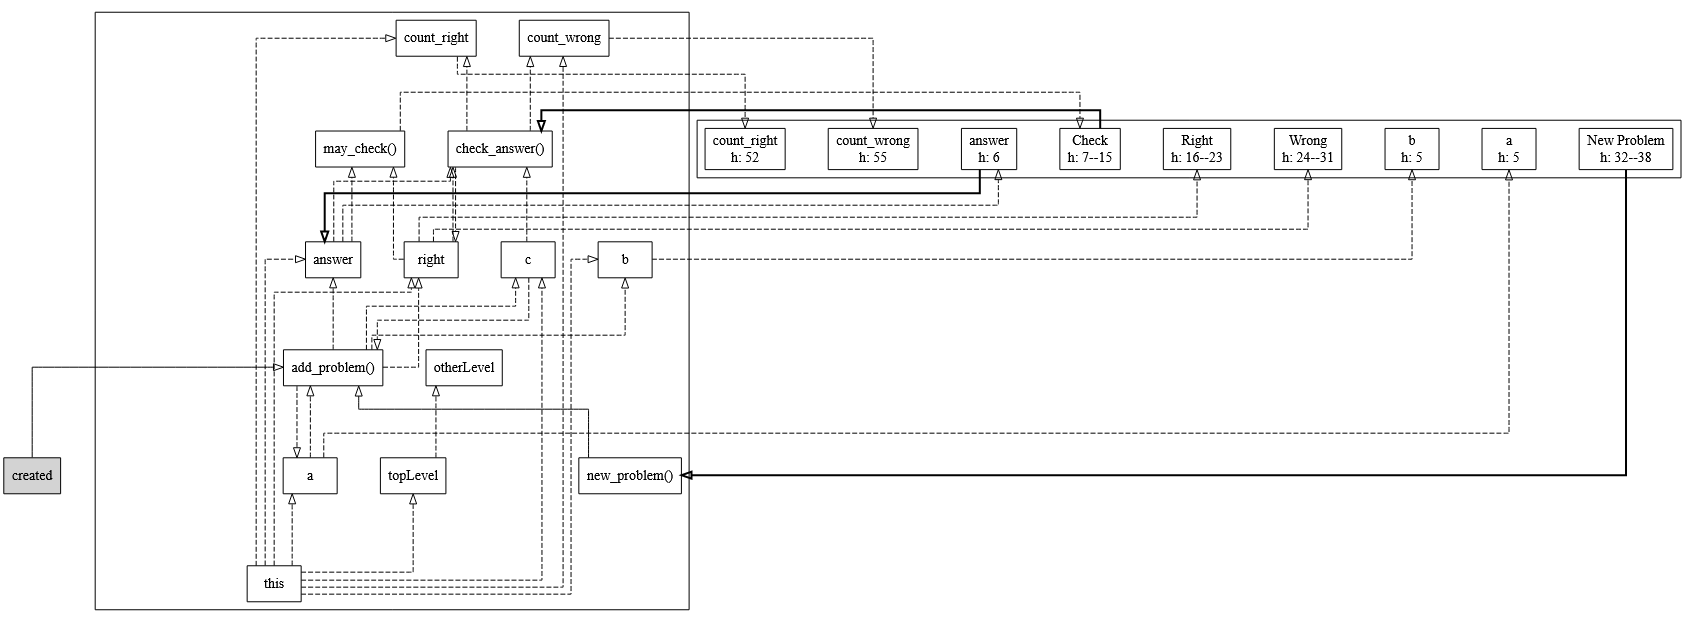 count_right
count_wrong
may_check()
check_answer()
count_right
h: 52
count_wrong
h: 55
answer
h: 6
Check
h: 7--15
Right
h: 16--23
Wrong
h: 24--31
b
h: 5
a
h: 5
New Problem
h: 32--38
answer
right
c
b
add_problem()
otherLevel
created
a
topLevel
new_problem()
this